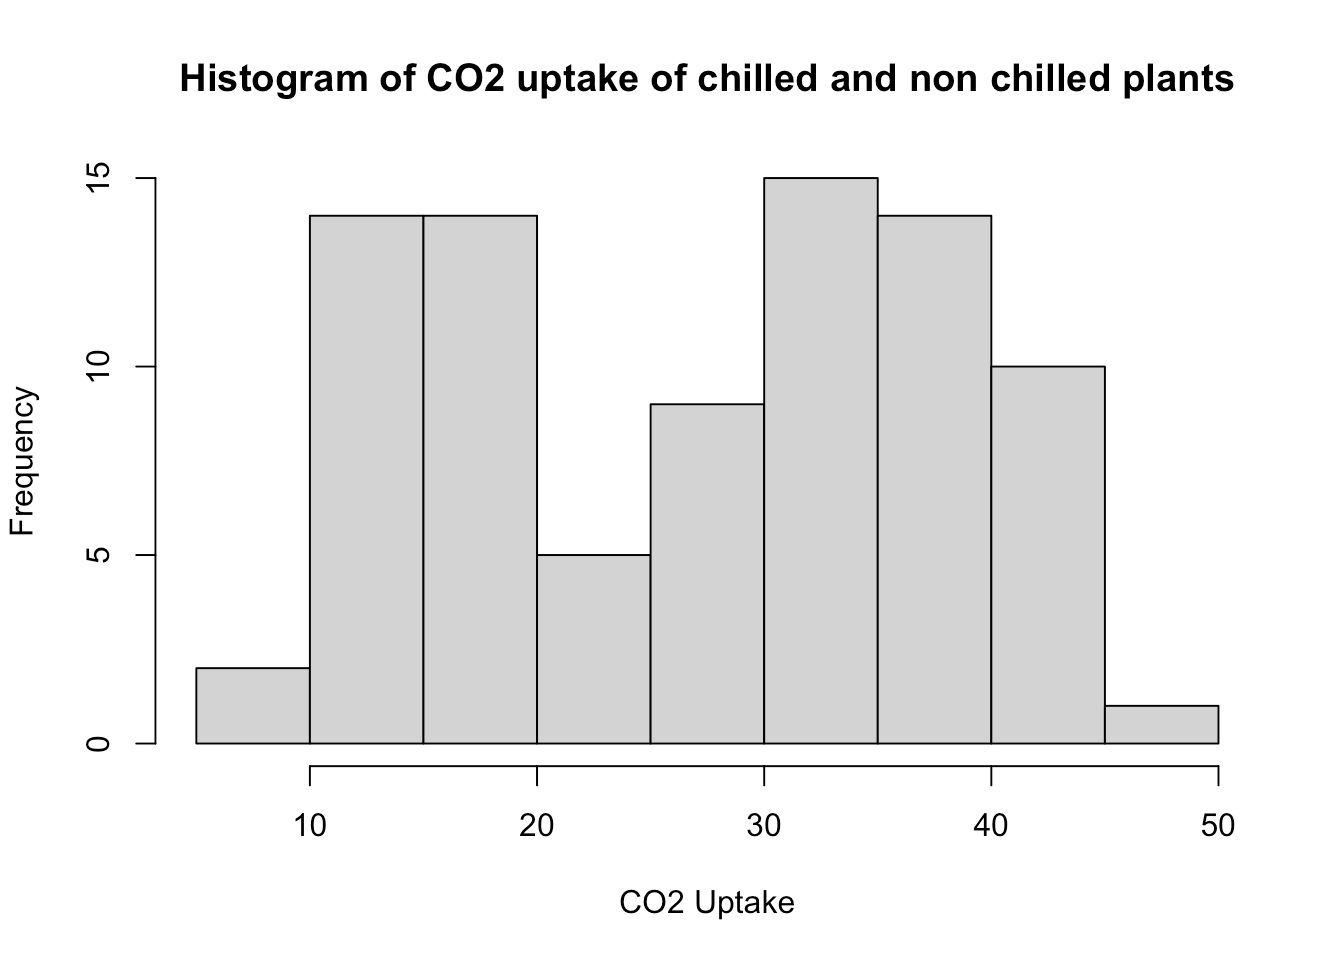 Histogram of CO2 uptake of chilled and non chilled plants
15
10
5
0
Frequency
10 20 30 40 50
CO2 Uptake